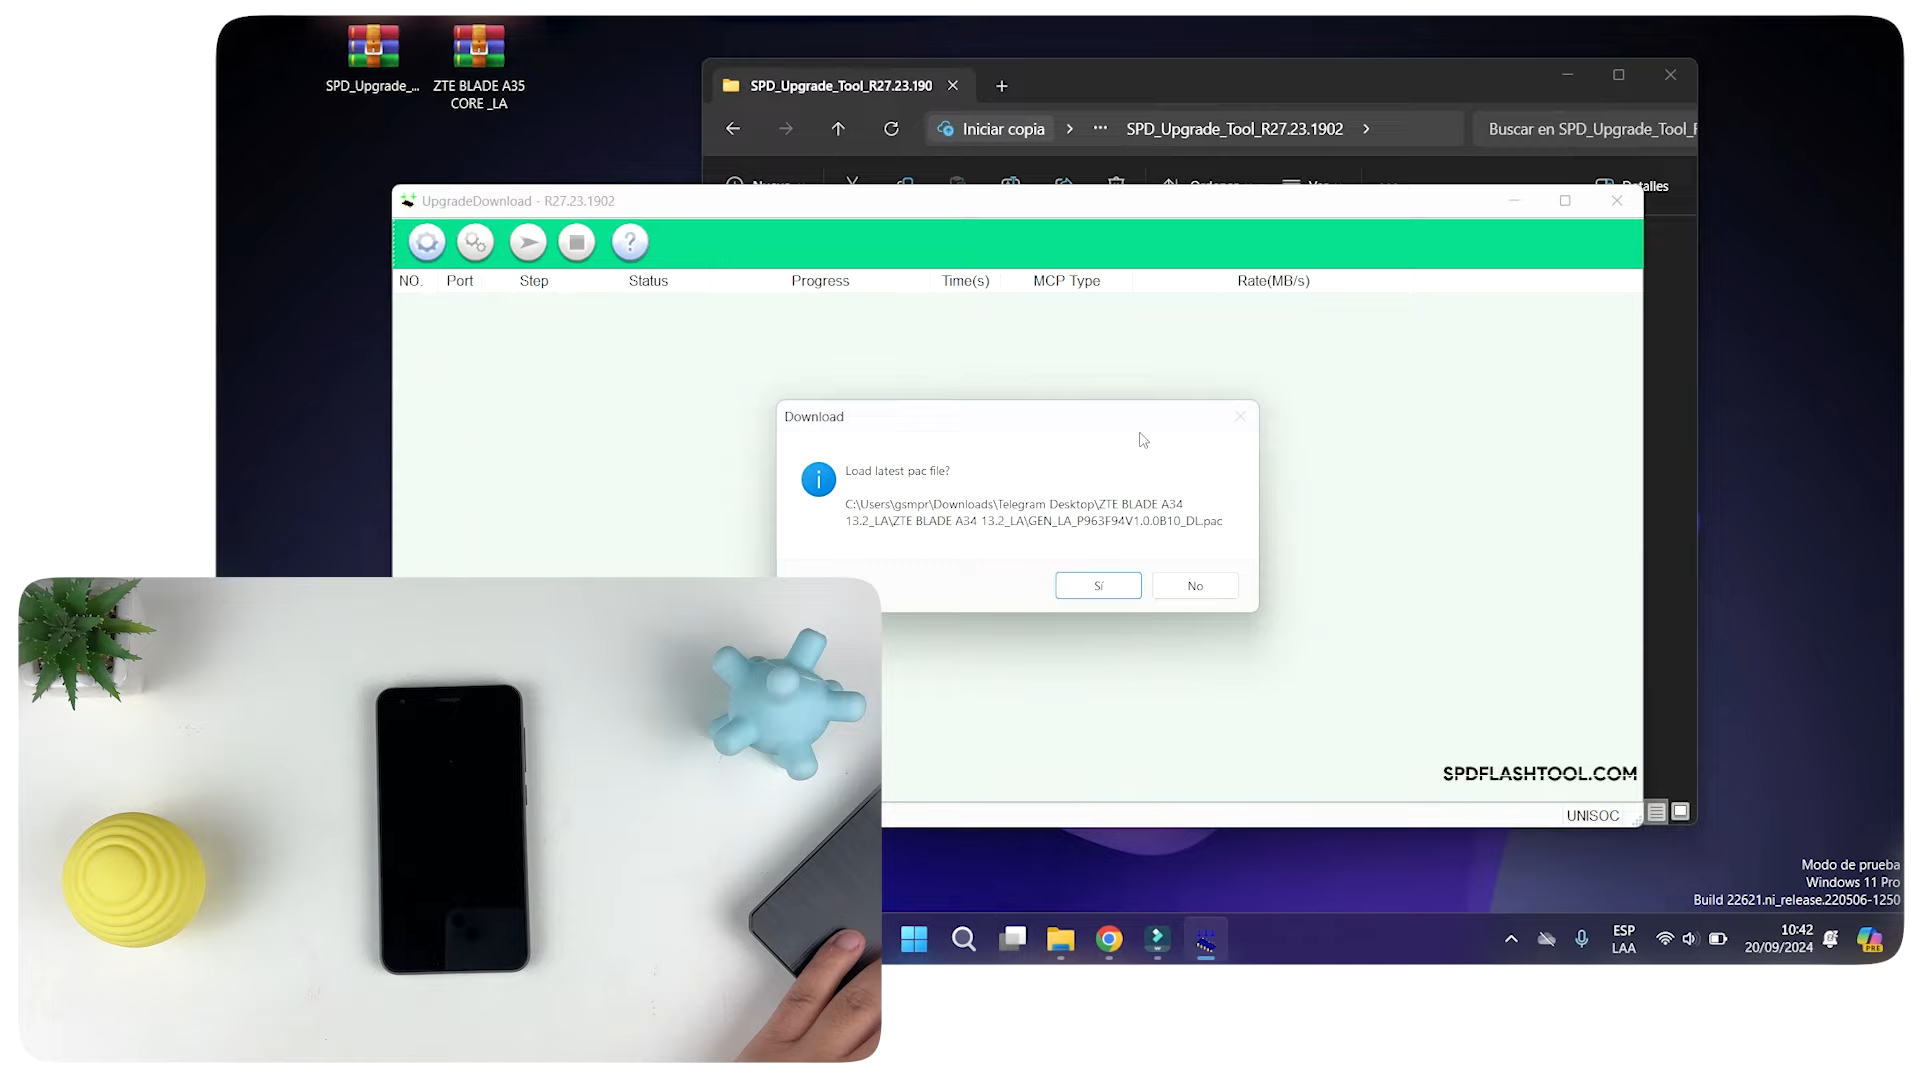 SPD_Upgrade_...
ZTE BLADE A35
CORE _LA
SPD_Upgrade_Tool_R27.23.190
Iniciar copia
SPD_Upgrade_Tool_R27.23.1902
Buscar en SPD_Upgrade_Tool_R
Detalles
UpgradeDownload - R27.23.1902
NO. Port Step Status Progress Time(s) MCP Type Rate(MB/s)
Download
Load latest pac file?
C:\Users\gsmpr\Downloads\Telegram Desktop\ZTE BLADE A34
13.2_LA\ZTE BLADE A34 13.2_LA\GEN_LA_P963F94V1.0.0B10_DL.pac
Sí
No
SPDFLASHTOOL.COM
UNISOC
Modo de prueba
Windows 11 Pro
Build 22621.ni_release.220506-1250
ESP
LAA
10:42
20/09/2024
PRE